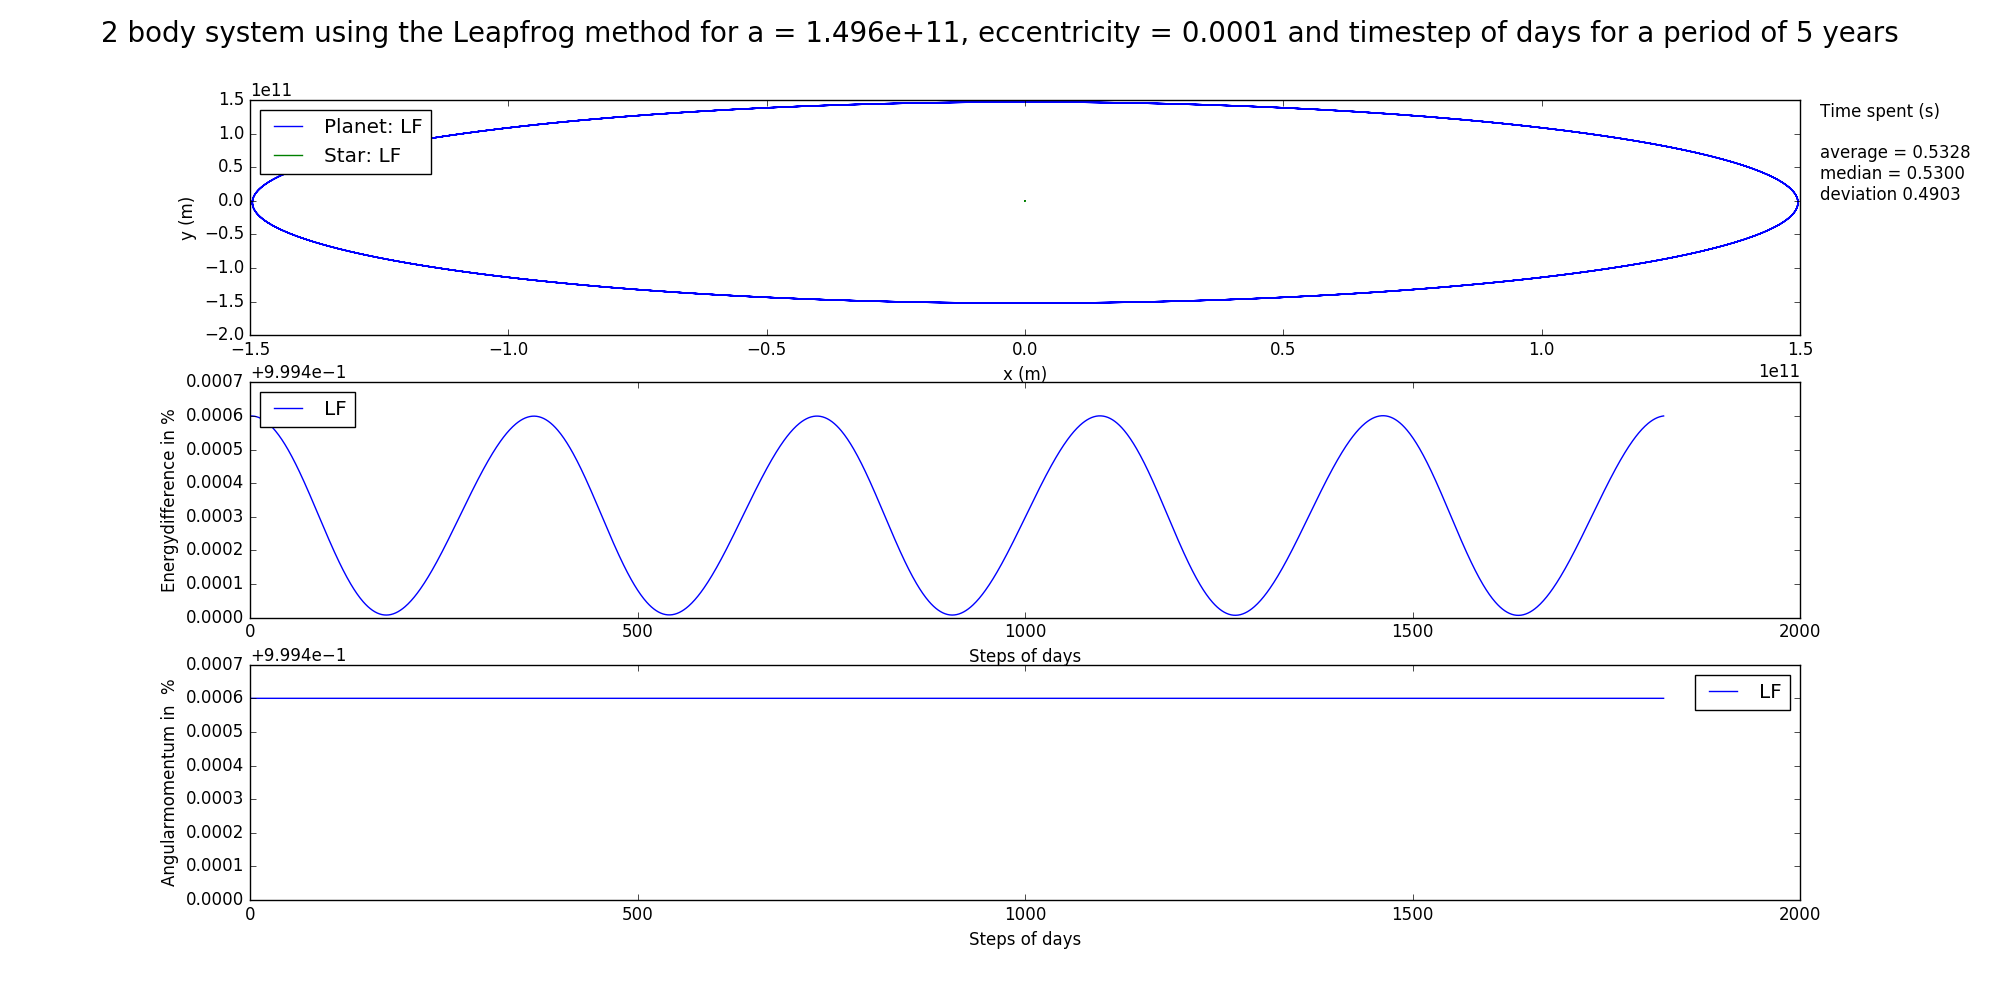 2 body system using the Leapfrog method for a = 1.496e+11, eccentricity = 0.0001 and timestep of days for a period of 5 years
1e11
1.5
1.0
0.5
0.0
−0.5
−1.0
−1.5
−2.0
y (m)
Planet: LF
Star: LF
−1.5
−1.0
−0.5
0.0
0.5
1.0
1.5
x (m)
1e11
Time spent (s)
average = 0.5328
median = 0.5300
deviation 0.4903
+9.994e−1
0.0007
0.0006
0.0005
0.0004
0.0003
0.0002
0.0001
0.0000
Energydifference in %
LF
0
500
1000
1500
2000
Steps of days
+9.994e−1
0.0007
0.0006
0.0005
0.0004
0.0003
0.0002
0.0001
0.0000
Angularmomentum in %
LF
0
500
1000
1500
2000
Steps of days